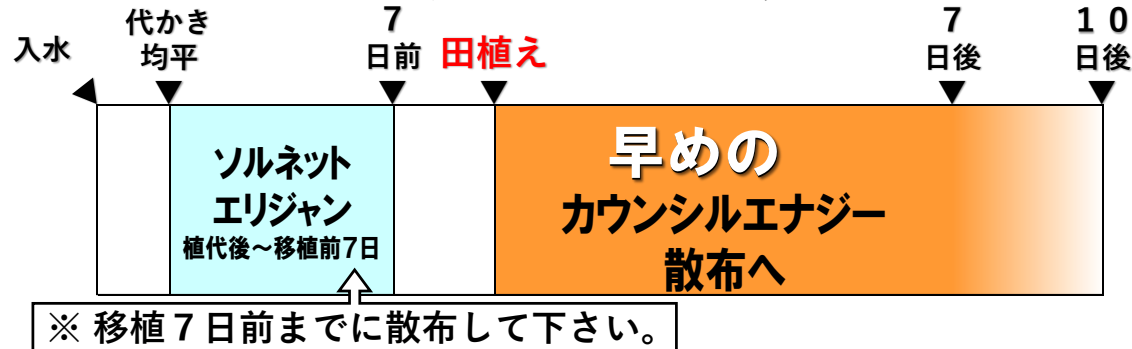 入水
代かき
均平
7
日前
田植え
7
日後
１０
日後
ソルネット
エリジャン
植代後～移植前7日
早めの
カウンシルエナジー
散布へ
※ 移植７日前までに散布して下さい。